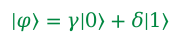 |φ⟩ = γ|0⟩ + δ|1⟩